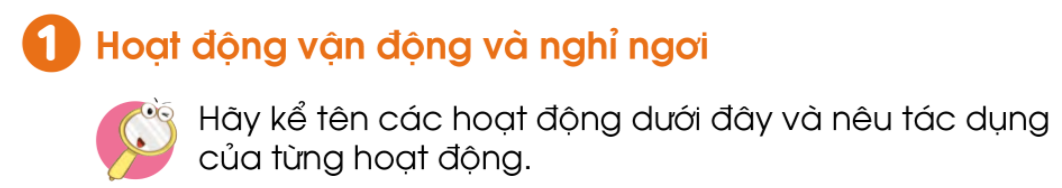 1 Hoạt động vận động và nghỉ ngơi
Hãy kể tên các hoạt động dưới đây và nêu tác dụng
của từng hoạt động.